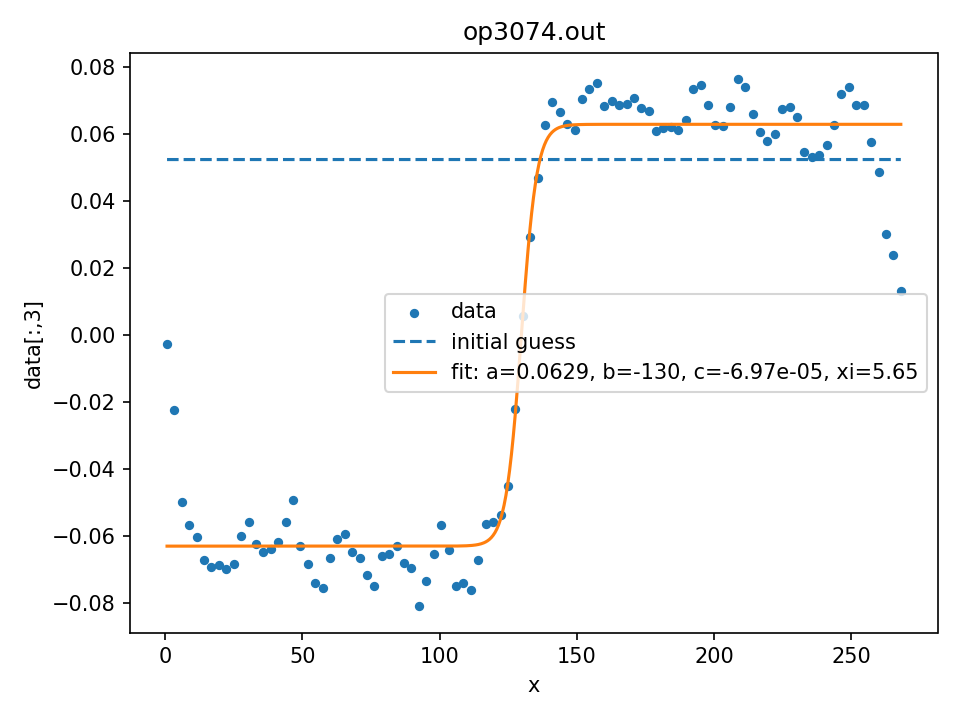 op3074.out
0.08
0.06
0.04
0.02
0.00
−0.02
−0.04
−0.06
−0.08
data[:,3]
data
initial guess
fit: a=0.0629, b=-130, c=-6.97e-05, xi=5.65
0 50 100 150 200 250
x